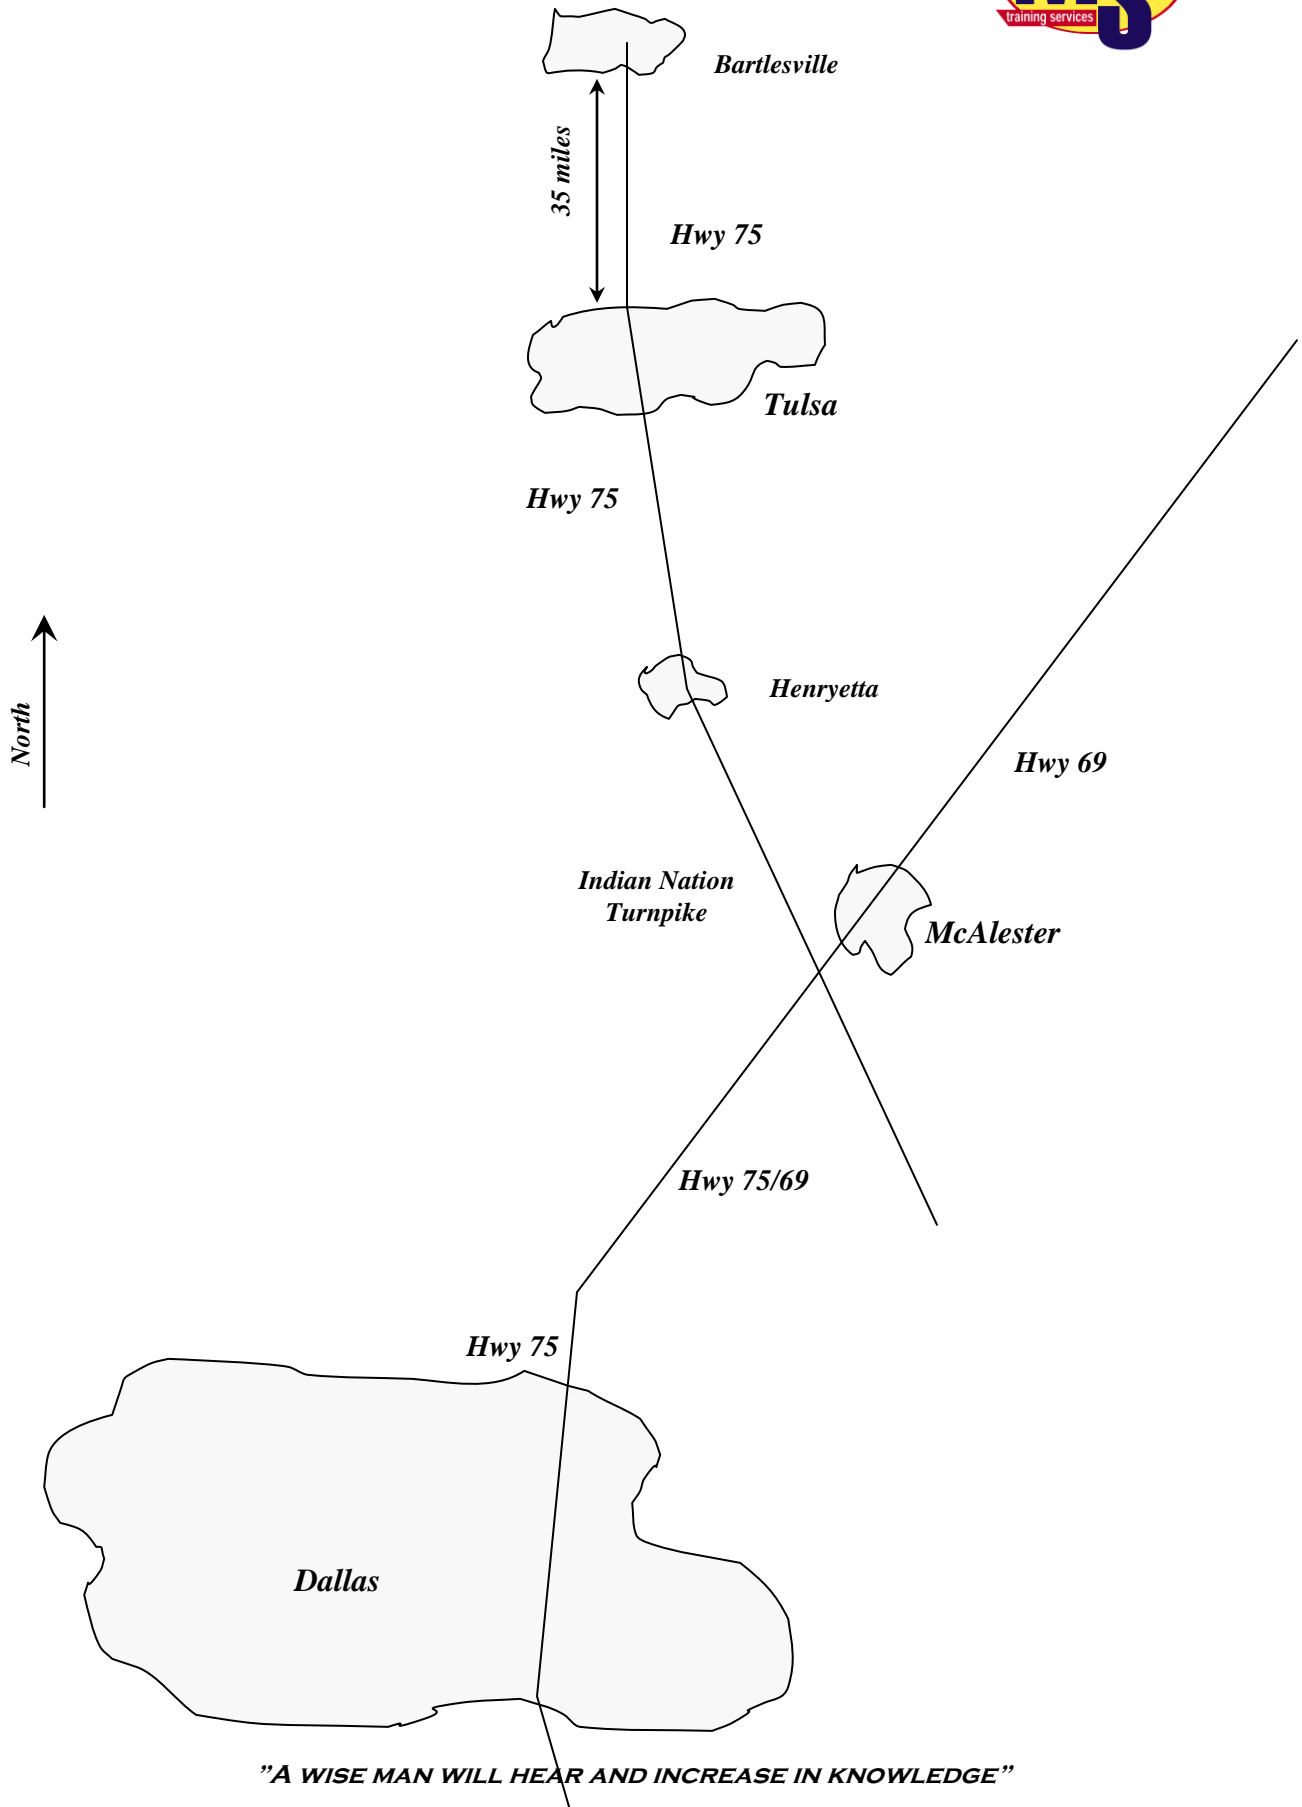 training services
Bartlesville
35 miles
Hwy 75
Tulsa
Hwy 75
Henryetta
North
Hwy 69
Indian Nation
Turnpike
McAlester
Hwy 75/69
Hwy 75
Dallas
"A WISE MAN WILL HEAR AND INCREASE IN KNOWLEDGE"